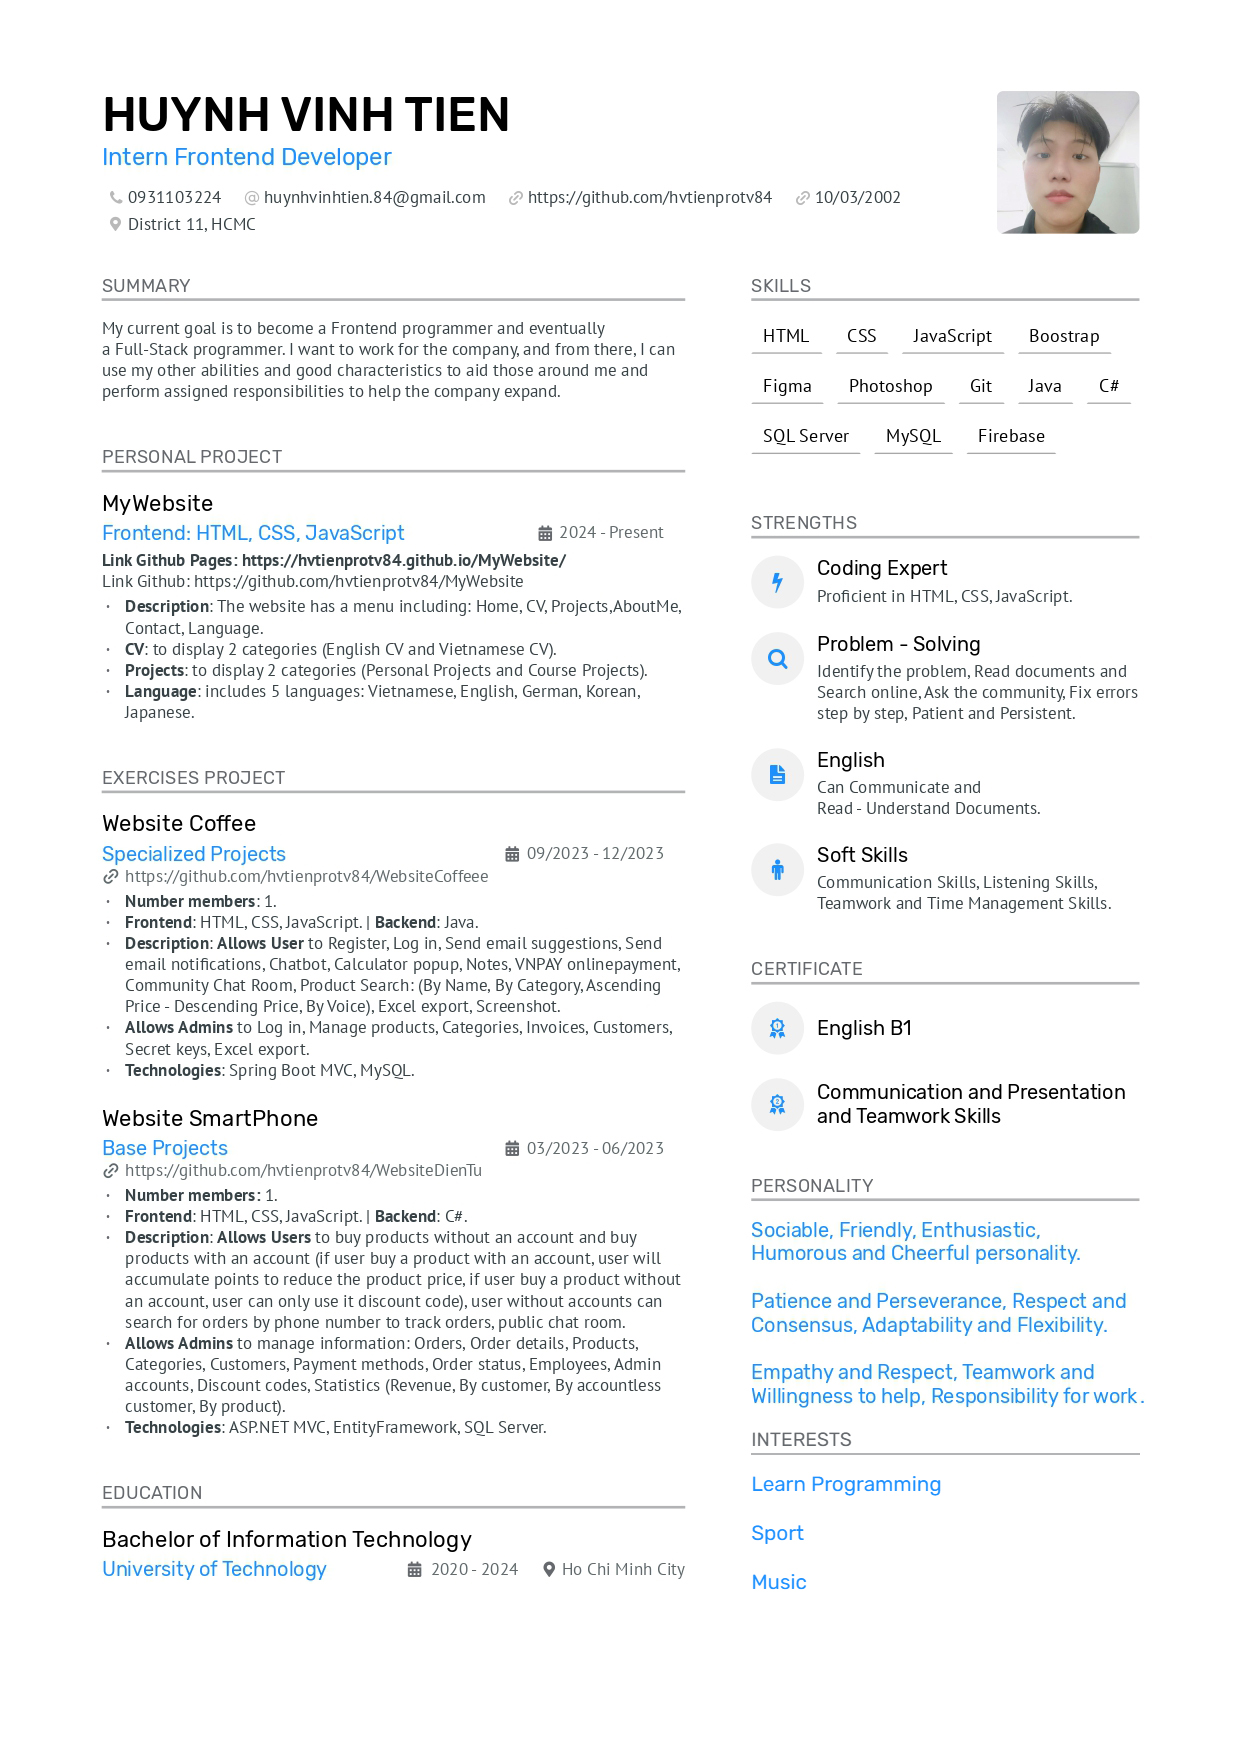 HUYNH VINH TIEN
Intern Frontend Developer
0931103224 huynhvinhtien.84@gmail.com https://github.com/hvtienprotv84 10/03/2002
District 11, HCMC
SUMMARY
My current goal is to become a Frontend programmer and eventually
a Full-Stack programmer. I want to work for the company, and from there, I can
use my other abilities and good characteristics to aid those around me and
perform assigned responsibilities to help the company expand.
PERSONAL PROJECT
MyWebsite
Frontend: HTML, CSS, JavaScript 2024 - Present
Link Github Pages: https://hvtienprotv84.github.io/MyWebsite/
Link Github: https://github.com/hvtienprotv84/MyWebsite
· Description: The website has a menu including: Home, CV, Projects,AboutMe,
Contact, Language.
· CV: to display 2 categories (English CV and Vietnamese CV).
· Projects: to display 2 categories (Personal Projects and Course Projects).
· Language: includes 5 languages: Vietnamese, English, German, Korean,
Japanese.
EXERCISES PROJECT
Website Coffee
Specialized Projects 09/2023 - 12/2023
https://github.com/hvtienprotv84/WebsiteCoffeee
· Number members: 1.
· Frontend: HTML, CSS, JavaScript. | Backend: Java.
· Description: Allows User to Register, Log in, Send email suggestions, Send
email notifications, Chatbot, Calculator popup, Notes, VNPAY onlinepayment,
Community Chat Room, Product Search: (By Name, By Category, Ascending
Price - Descending Price, By Voice), Excel export, Screenshot.
· Allows Admins to Log in, Manage products, Categories, Invoices, Customers,
Secret keys, Excel export.
· Technologies: Spring Boot MVC, MySQL.
Website SmartPhone
Base Projects 03/2023 - 06/2023
https://github.com/hvtienprotv84/WebsiteDienTu
· Number members: 1.
· Frontend: HTML, CSS, JavaScript. | Backend: C#.
· Description: Allows Users to buy products without an account and buy
products with an account (if user buy a product with an account, user will
accumulate points to reduce the product price, if user buy a product without
an account, user can only use it discount code), user without accounts can
search for orders by phone number to track orders, public chat room.
· Allows Admins to manage information: Orders, Order details, Products,
Categories, Customers, Payment methods, Order status, Employees, Admin
accounts, Discount codes, Statistics (Revenue, By customer, By accountless
customer, By product).
· Technologies: ASP.NET MVC, EntityFramework, SQL Server.
EDUCATION
Bachelor of Information Technology
University of Technology 2020 - 2024 Ho Chi Minh City
SKILLS
HTML CSS JavaScript Boostrap
Figma Photoshop Git Java C#
SQL Server MySQL Firebase
STRENGTHS
Coding Expert
Proficient in HTML, CSS, JavaScript.
Problem - Solving
Identify the problem, Read documents and
Search online, Ask the community, Fix errors
step by step, Patient and Persistent.
English
Can Communicate and
Read - Understand Documents.
Soft Skills
Communication Skills, Listening Skills,
Teamwork and Time Management Skills.
CERTIFICATE
English B1
Communication and Presentation
and Teamwork Skills
PERSONALITY
Sociable, Friendly, Enthusiastic,
Humorous and Cheerful personality.
Patience and Perseverance, Respect and
Consensus, Adaptability and Flexibility.
Empathy and Respect, Teamwork and
Willingness to help, Responsibility for work .
INTERESTS
Learn Programming
Sport
Music